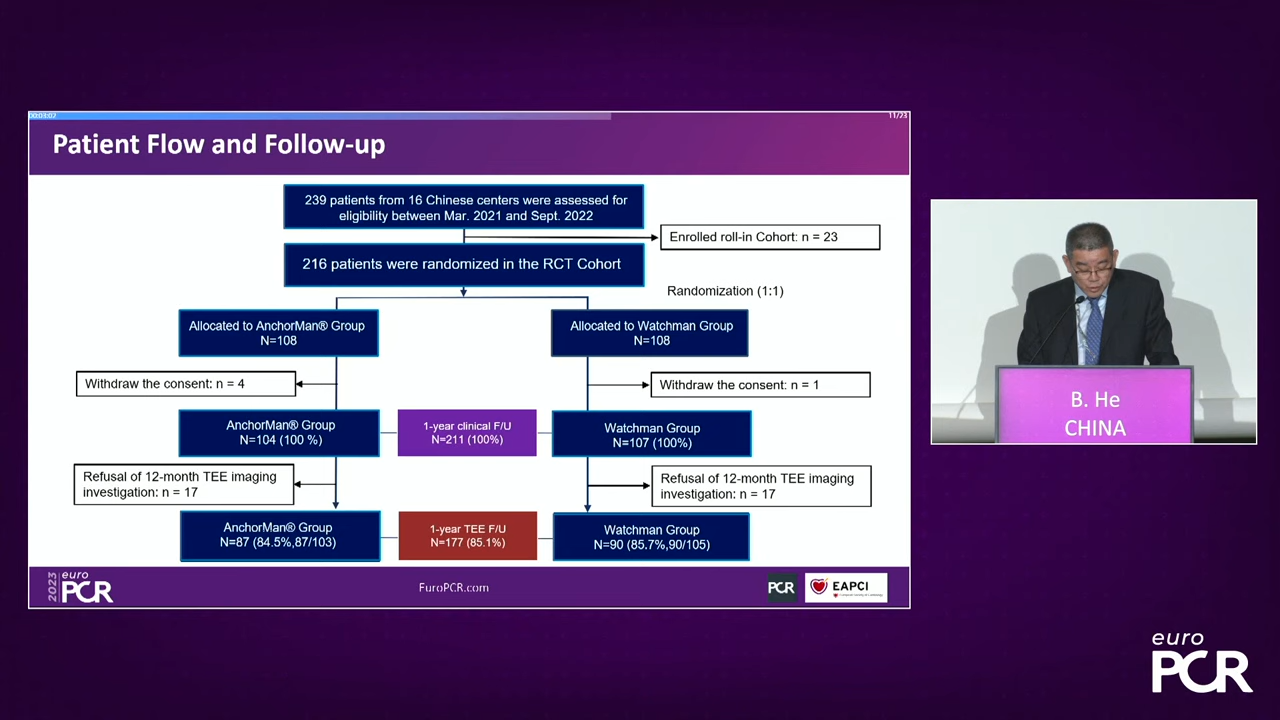 00:03:02
11/23
Patient Flow and Follow-up
239 patients from 16 Chinese centers were assessed for
eligibility between Mar. 2021 and Sept. 2022
Enrolled roll-in Cohort: n = 23
216 patients were randomized in the RCT Cohort
Randomization (1:1)
Allocated to AnchorMan® Group
N=108
Allocated to Watchman Group
N=108
Withdraw the consent: n = 4
Withdraw the consent: n = 1
AnchorMan® Group
N=104 (100 %)
1-year clinical F/U
N=211 (100%)
Watchman Group
N=107 (100%)
Refusal of 12-month TEE imaging
investigation: n = 17
Refusal of 12-month TEE imaging
investigation: n = 17
AnchorMan® Group
N=87 (84.5%,87/103)
1-year TEE F/U
N=177 (85.1%)
Watchman Group
N=90 (85.7%,90/105)
2023
euro
PCR
EuroPCR.com
PCR
EAPCI
B. He
CHINA
euro
PCR